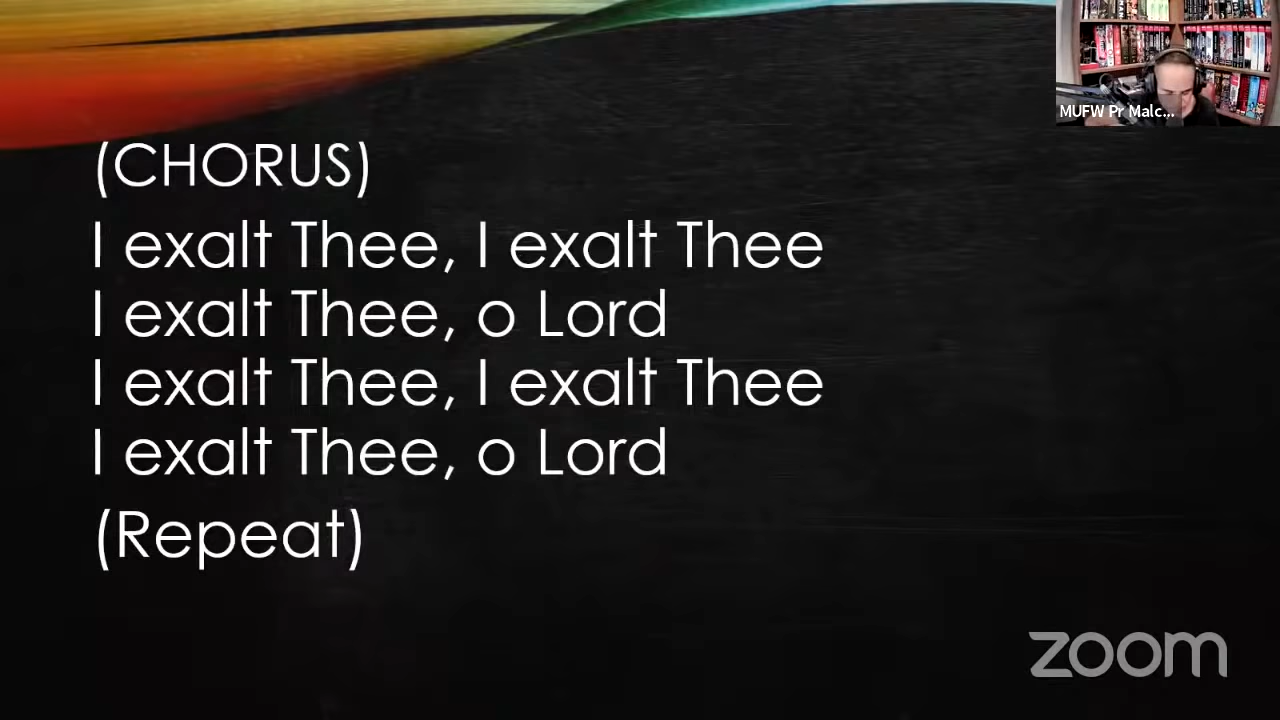 MUFW Pr Malc...
(CHORUS)
I exalt Thee, I exalt Thee
I exalt Thee, o Lord
I exalt Thee, I exalt Thee
I exalt Thee, o Lord
(Repeat)
zoom